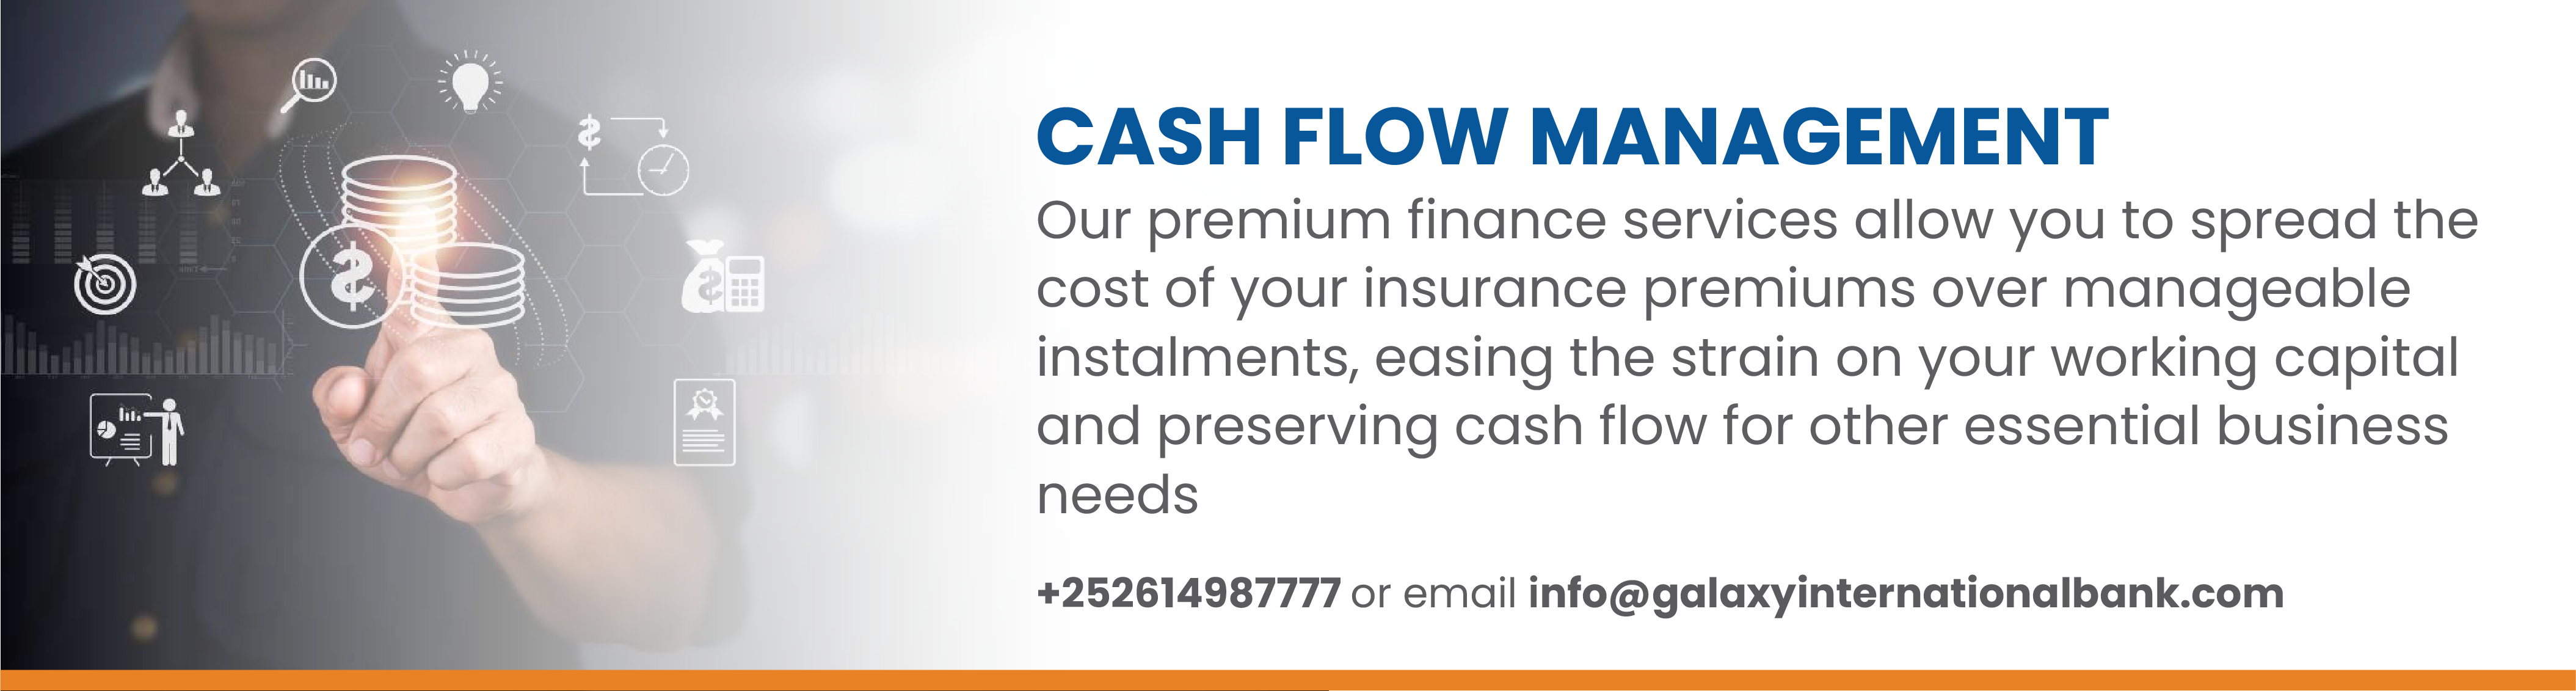 CASH FLOW MANAGEMENT
Our premium finance services allow you to spread the
cost of your insurance premiums over manageable
instalments, easing the strain on your working capital
and preserving cash flow for other essential business
needs
+252614987777 or email info@galaxyinternationalbank.com